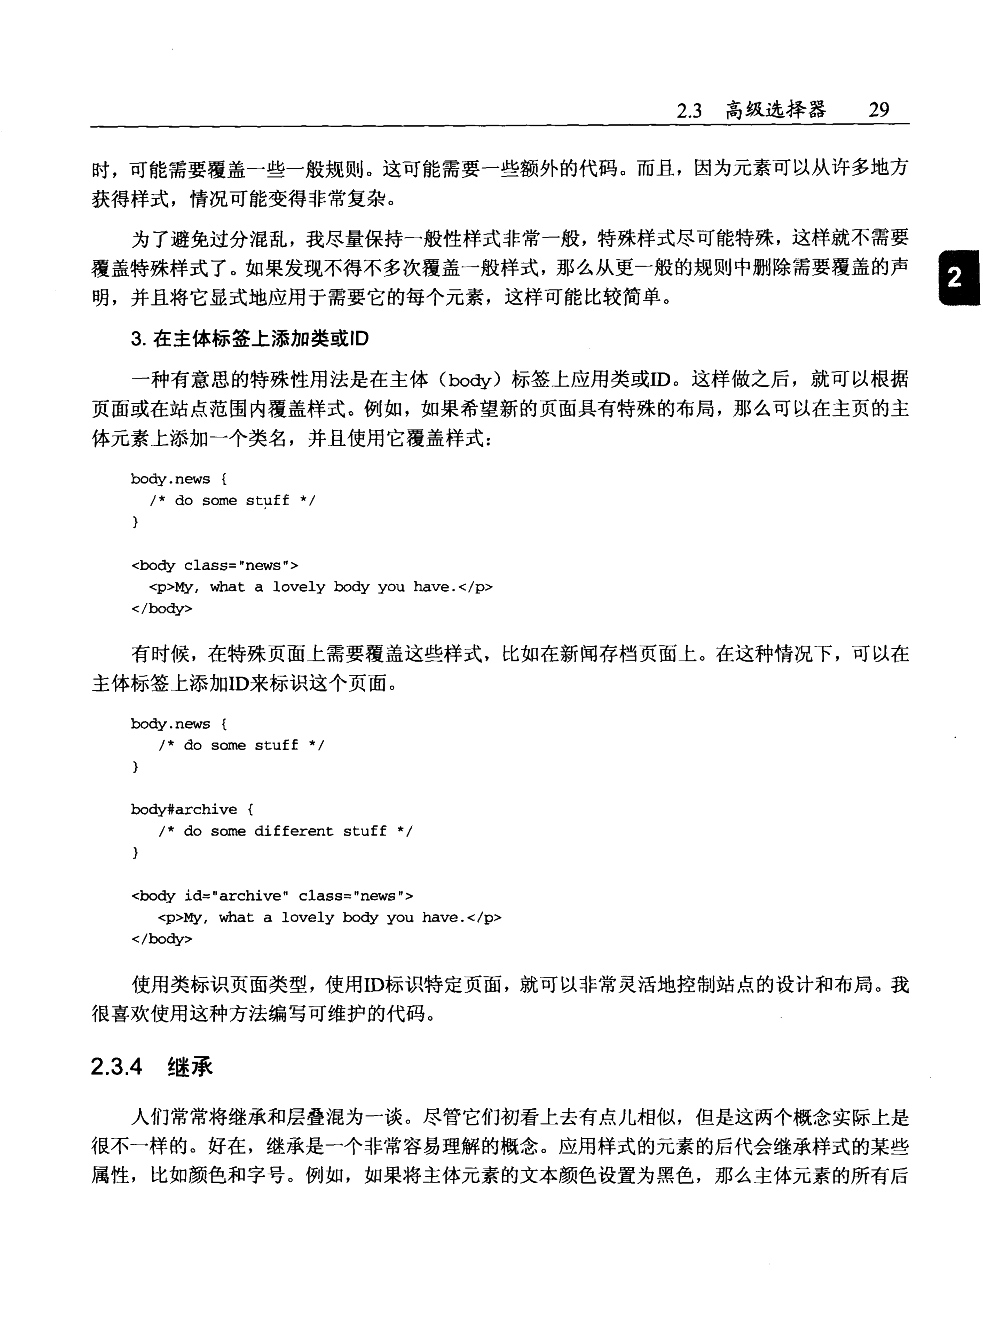 2.3 高级选择器 29
时，可能需要覆盖一些一般规则。这可能需要一些额外的代码。而且，因为元素可以从许多地方
获得样式，情况可能变得非常复杂。
为了避免过分混乱，我尽量保持一般性样式非常一般，特殊样式尽可能特殊，这样就不需要
覆盖特殊样式了。如果发现不得不多次覆盖一般样式，那么从更一般的规则中删除需要覆盖的声
明，并且将它显式地应用于需要它的每个元素，这样可能比较简单。
2
3. 在主体标签上添加类或ID
一种有意思的特殊性用法是在主体（body）标签上应用类或ID。这样做之后，就可以根据
页面或在站点范围内覆盖样式。例如，如果希望新的页面具有特殊的布局，那么可以在主页的主
体元素上添加一个类名，并且使用它覆盖样式：
body.news {
  /* do some stuff */
}
<body class="news">
  <p>My, what a lovely body you have.</p>
</body>
有时候，在特殊页面上需要覆盖这些样式，比如在新闻存档页面上。在这种情况下，可以在
主体标签上添加ID来标识这个页面。
body.news {
   /* do some stuff */
}
body#archive {
   /* do some different stuff */
}
<body id="archive" class="news">
   <p>My, what a lovely body you have.</p>
</body>
使用类标识页面类型，使用ID标识特定页面，就可以非常灵活地控制站点的设计和布局。我
很喜欢使用这种方法编写可维护的代码。
2.3.4 继承
人们常常将继承和层叠混为一谈。尽管它们初看上去有点儿相似，但是这两个概念实际上是
很不一样的。好在，继承是一个非常容易理解的概念。应用样式的元素的后代会继承样式的某些
属性，比如颜色和字号。例如，如果将主体元素的文本颜色设置为黑色，那么主体元素的所有后